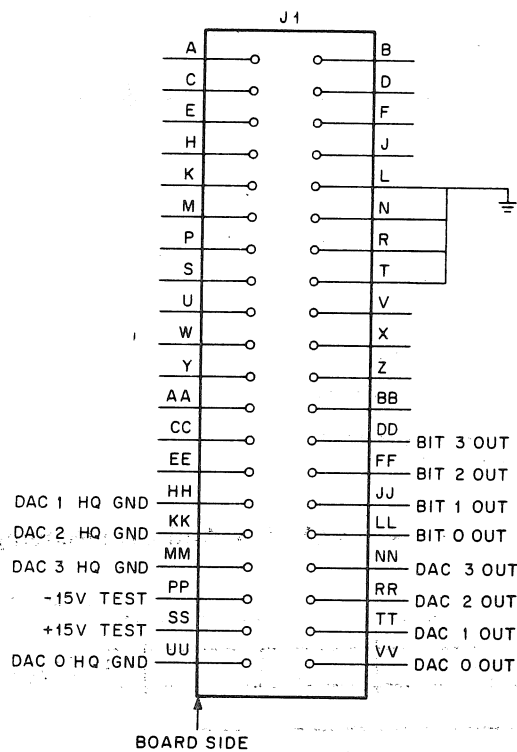 J1
A B
C D
E F
H J
K L
M N
P R
S T
U V
W X
Y Z
AA BB
CC DD BIT 3 OUT
EE FF BIT 2 OUT
DAC 1 HQ GND HH JJ BIT 1 OUT
DAC 2 HQ GND KK LL BIT 0 OUT
DAC 3 HQ GND MM NN DAC 3 OUT
-15V TEST PP RR DAC 2 OUT
+15V TEST SS TT DAC 1 OUT
DAC 0 HQ GND UU VV DAC 0 OUT
BOARD SIDE